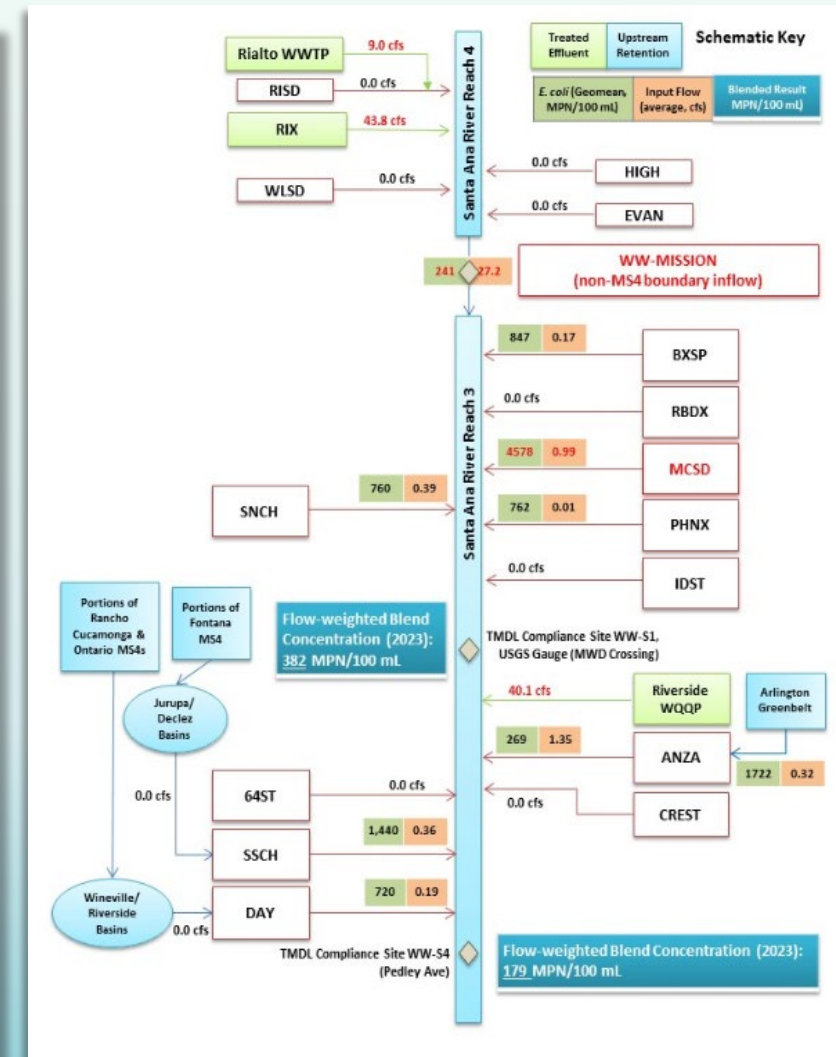 Rialto WWTP
9.0 cfs
RISD
0.0 cfs
RIX
43.8 cfs
WLSD
0.0 cfs
Santa Ana River Reach 4
Treated
Effluent
Upstream
Retention
Schematic Key
E. coli (Geomean,
MPN/100 mL)
Input Flow
(average, cfs)
Blended Result
MPN/100 mL)
0.0 cfs
HIGH
0.0 cfs
EVAN
241
27.2
WW-MISSION
(non-MS4 boundary inflow)
Santa Ana River Reach 3
847
0.17
BXSP
0.0 cfs
RBDX
4578
0.99
MCSD
760
0.39
SNCH
762
0.01
PHNX
0.0 cfs
IDST
Portions of
Rancho
Cucamonga &
Ontario MS4s
Portions of
Fontana
MS4
Flow-weighted Blend
Concentration (2023):
382 MPN/100 mL
TMDL Compliance Site WW-S1,
USGS Gauge (MWD Crossing)
Jurupa/
Declez
Basins
40.1 cfs
Riverside
WQQP
Arlington
Greenbelt
269
1.35
ANZA
1722
0.32
0.0 cfs
64ST
0.0 cfs
0.0 cfs
CREST
SSCH
1,440
0.36
Wineville/
Riverside
Basins
0.0 cfs
DAY
720
0.19
TMDL Compliance Site WW-S4
(Pedley Ave)
Flow-weighted Blend Concentration (2023):
179 MPN/100 mL